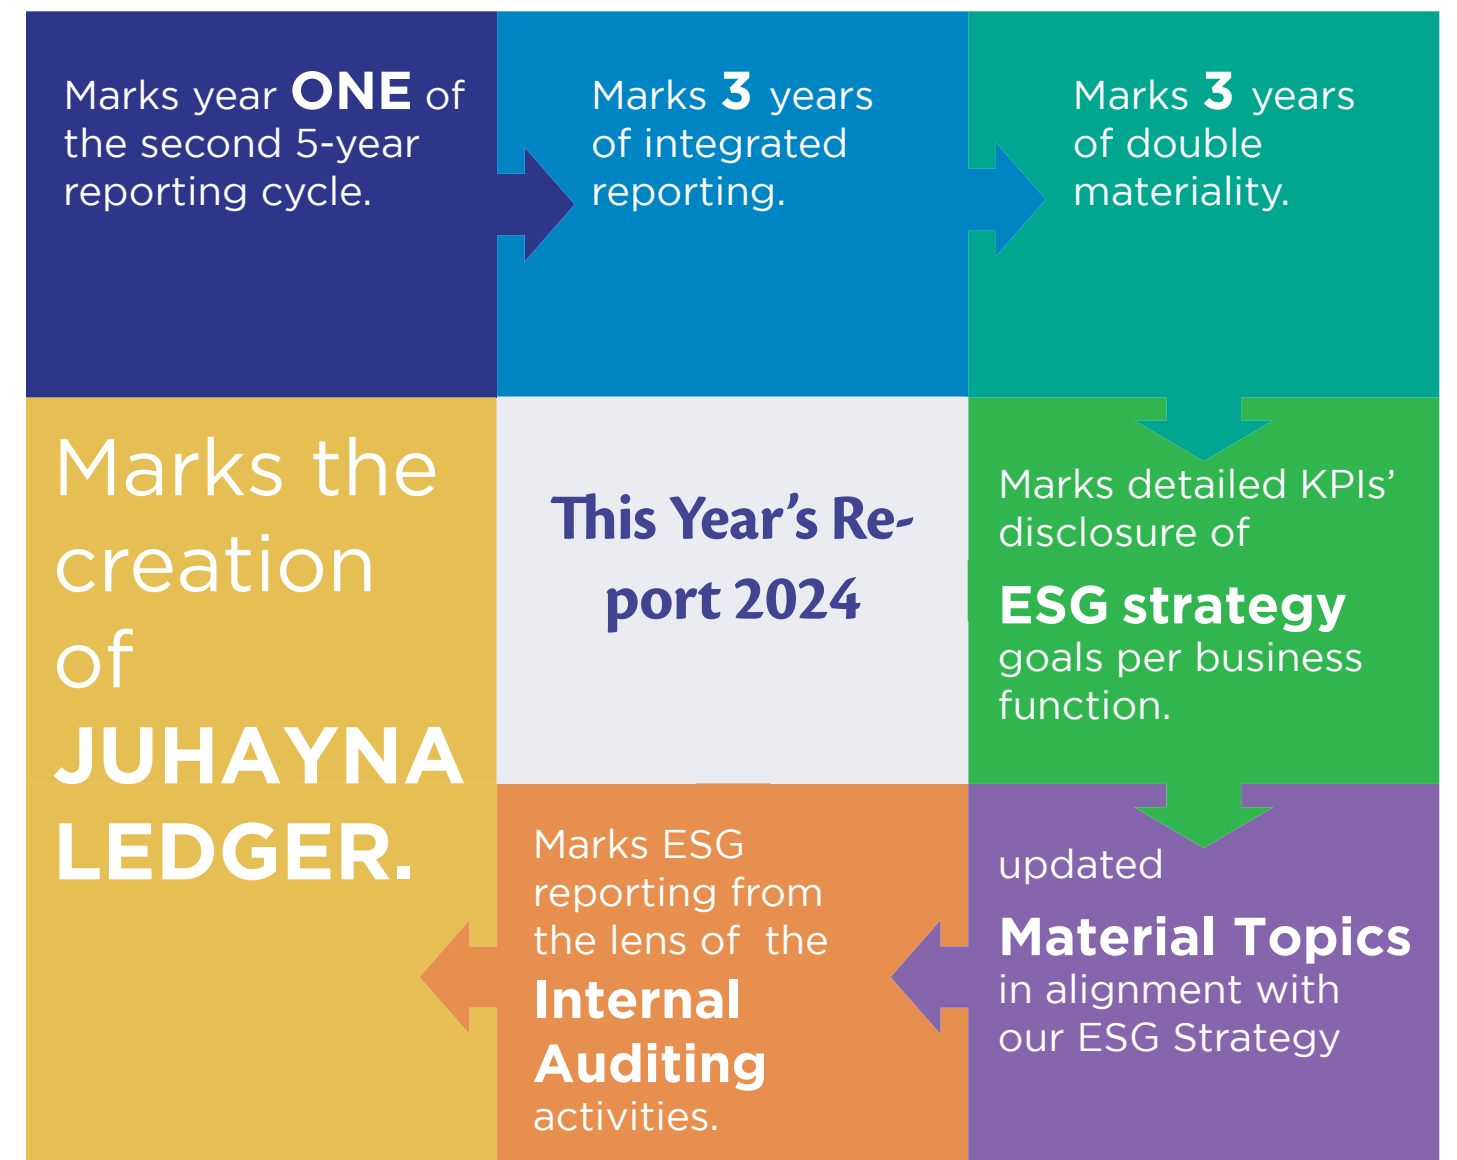 Marks year ONE of
the second 5-year
reporting cycle.
Marks 3 years
of integrated
reporting.
Marks 3 years
of double
materiality.
This Year’s Re-
port 2024
Marks detailed KPIs’
disclosure of
ESG strategy
goals per business
function.
updated
Material Topics
in alignment with
our ESG Strategy
Marks ESG
reporting from
the lens of the
Internal
Auditing
activities.
Marks the
creation
of
JUHAYNA
LEDGER.